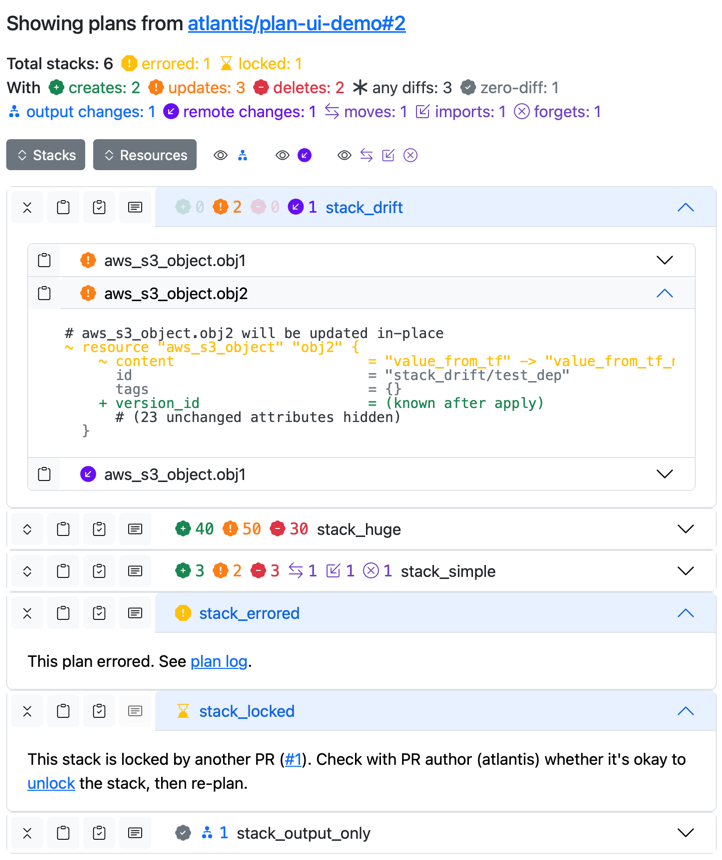 Showing plans from atlantis/plan-ui-demo#2
Total stacks: 6 errored: 1 locked: 1
With creates: 2 updates: 3 deletes: 2 any diffs: 3 zero-diff: 1
output changes: 1 remote changes: 1 moves: 1 imports: 1 forgets: 1
Stacks Resources
0 2 0 1 stack_drift
aws_s3_object.obj1
aws_s3_object.obj2
# aws_s3_object.obj2 will be updated in-place
~ resource "aws_s3_object" "obj2" {
~ content = "value_from_tf" -> "value_from_tf_
id = "stack_drift/test_dep"
tags = {}
+ version_id = (known after apply)
# (23 unchanged attributes hidden)
}
aws_s3_object.obj1
40 50 30 stack_huge
3 2 3 1 1 1 stack_simple
stack_errored
This plan errored. See plan log.
stack_locked
This stack is locked by another PR (#1). Check with PR author (atlantis) whether it's okay to
unlock the stack, then re-plan.
1 stack_output_only